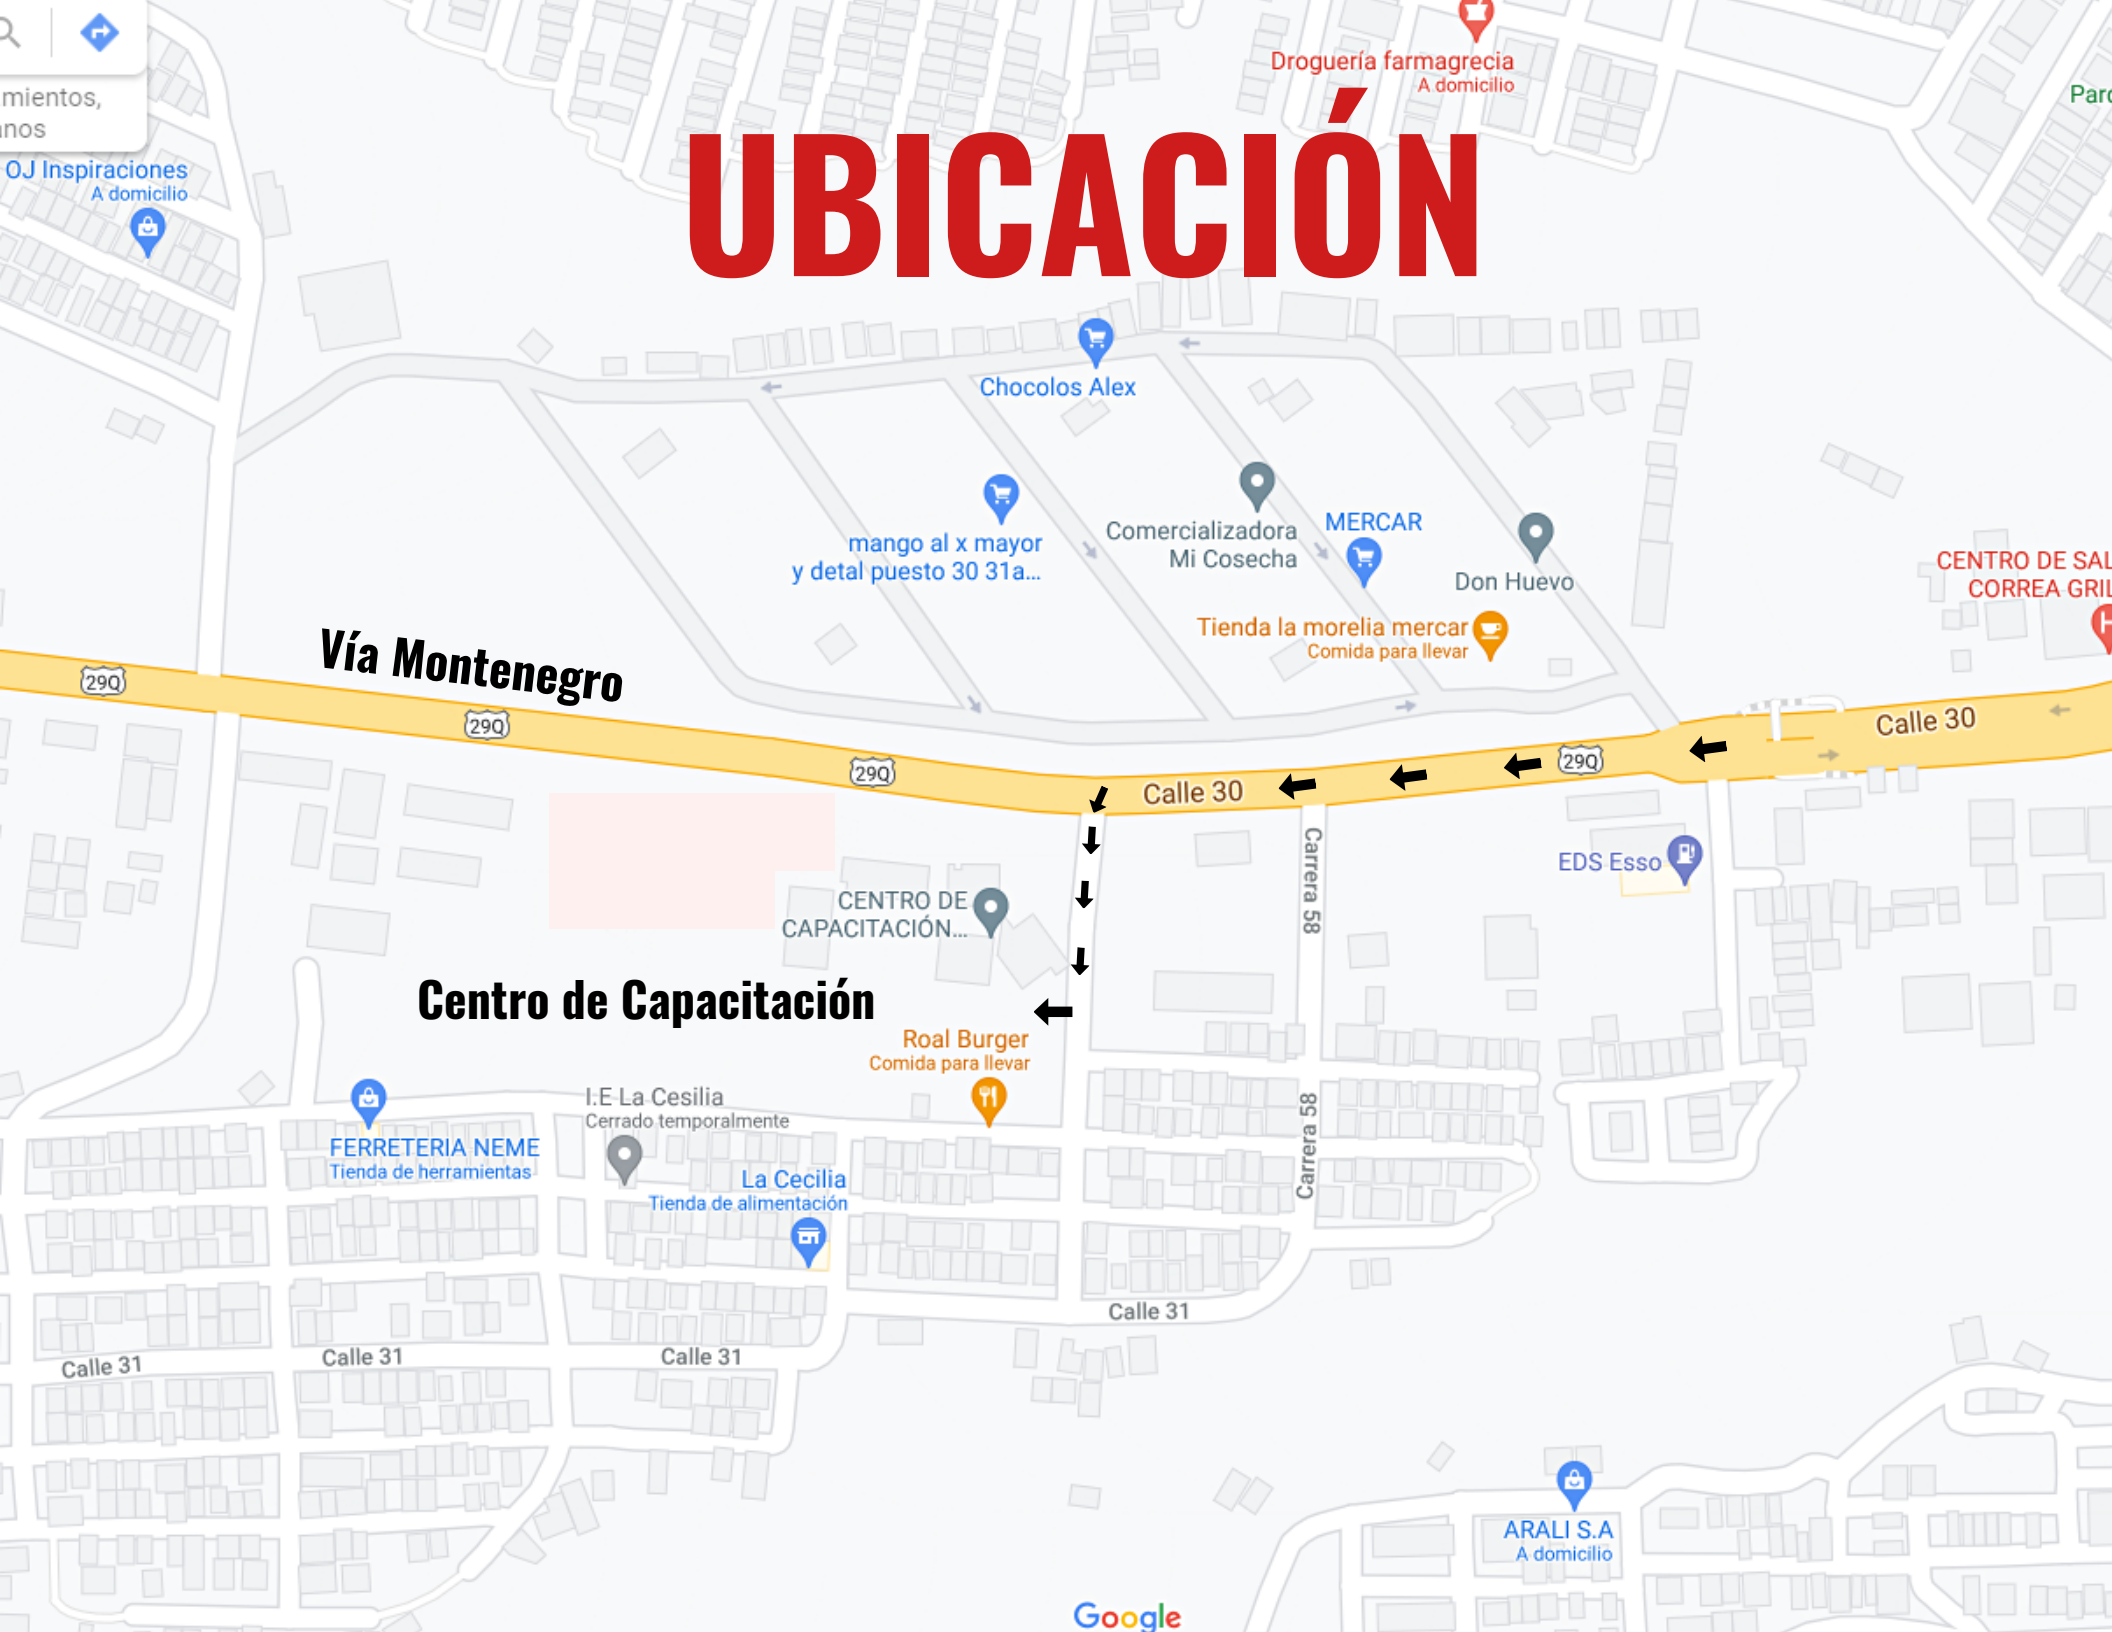 mientos,
anos
OJ Inspiraciones
A domicilio
Droguería farmagrecia
A domicilio
Parc
UBICACIÓN
Chocolos Alex
mango al x mayor
y detal puesto 30 31a...
Comercializadora
Mi Cosecha
MERCAR
Don Huevo
Tienda la morelia mercar
Comida para llevar
CENTRO DE SAL
CORREA GRIL
H
Vía Montenegro
29Q
29Q
29Q
Calle 30
29Q
Calle 30
Carrera 58
EDS Esso
CENTRO DE
CAPACITACIÓN...
Centro de Capacitación
Roal Burger
Comida para llevar
I.E La Cesilia
Cerrado temporalmente
FERRETERIA NEME
Tienda de herramientas
La Cecilia
Tienda de alimentación
Carrera 58
Calle 31
Calle 31
Calle 31
Calle 31
ARALI S.A
A domicilio
Google